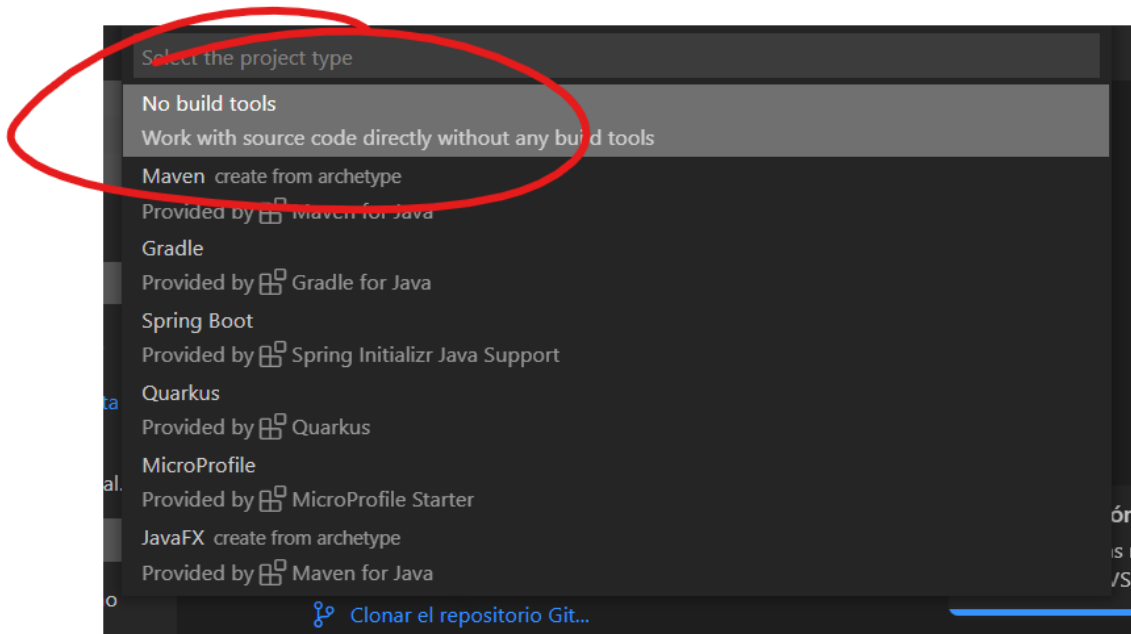 Select the project type
No build tools
Work with source code directly without any build tools
Maven create from archetype
Provided by Maven for Java
Gradle
Provided by Gradle for Java
Spring Boot
Provided by Spring Initializr Java Support
Quarkus
Provided by Quarkus
MicroProfile
Provided by MicroProfile Starter
JavaFX create from archetype
Provided by Maven for Java
Clonar el repositorio Git...